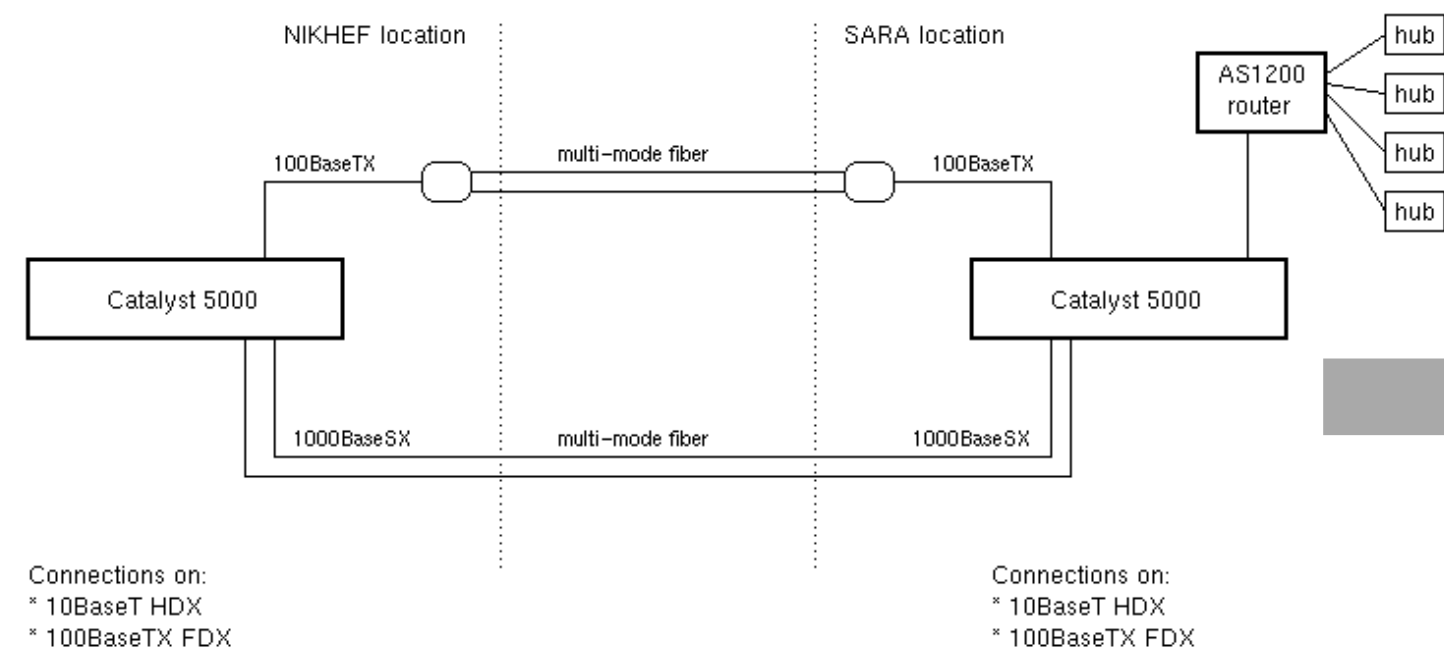 NIKHEF location
SARA location
hub
AS1200
router
hub
hub
hub
100BaseTX
multi-mode fiber
100BaseTX
Catalyst 5000
Catalyst 5000
1000BaseSX
multi-mode fiber
1000BaseSX
Connections on:
* 10BaseT HDX
* 100BaseTX FDX
Connections on:
* 10BaseT HDX
* 100BaseTX FDX